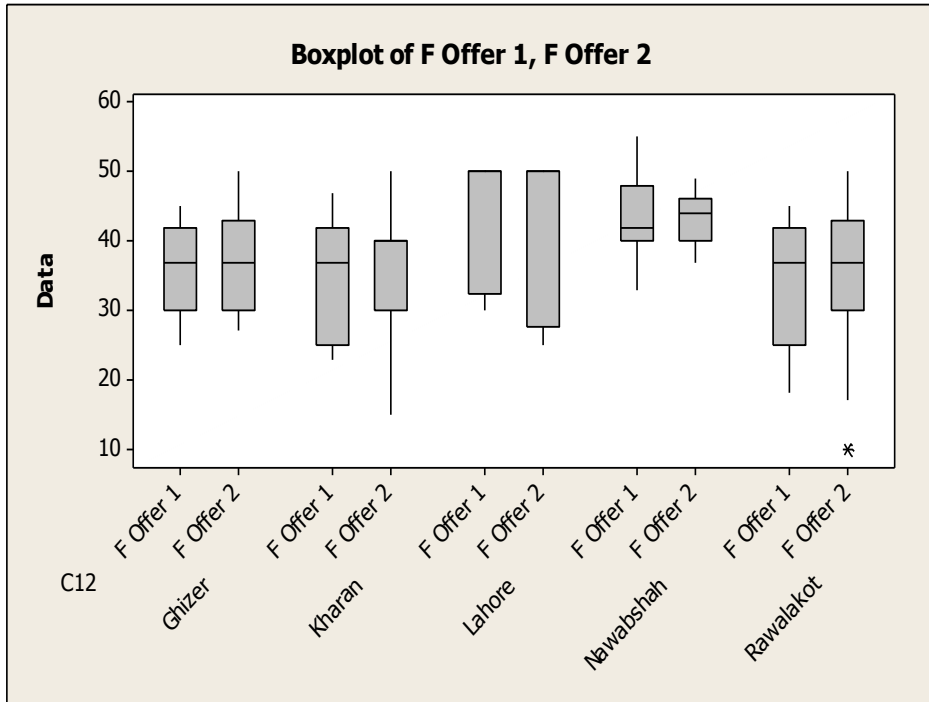 Boxplot of F Offer 1, F Offer 2
Data
60
50
40
30
20
10
F Offer 1
F Offer 2
F Offer 1
F Offer 2
F Offer 1
F Offer 2
F Offer 1
F Offer 2
F Offer 1
F Offer 2
C12
Ghizer
Kharan
Lahore
Nawabshah
Rawalakot